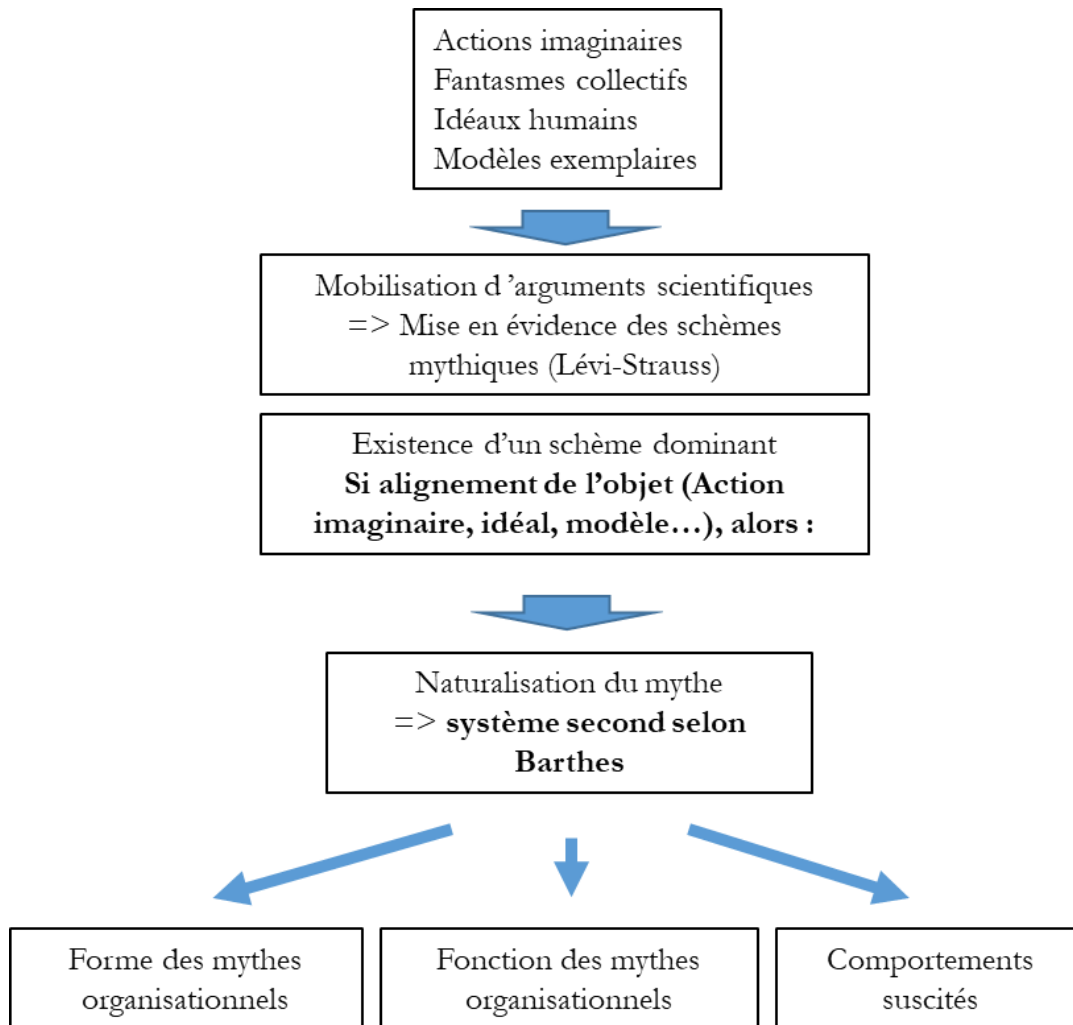 Actions imaginaires
Fantasmes collectifs
Idéaux humains
Modèles exemplaires
Mobilisation d’arguments scientifiques
=> Mise en évidence des schèmes
mythiques (Lévi-Strauss)
Existence d’un schème dominant
Si alignement de l’objet (Action
imaginaire, idéal, modèle…), alors :
Naturalisation du mythe
=> système second selon
Barthes
Forme des mythes
organisationnels
Fonction des mythes
organisationnels
Comportements
suscités